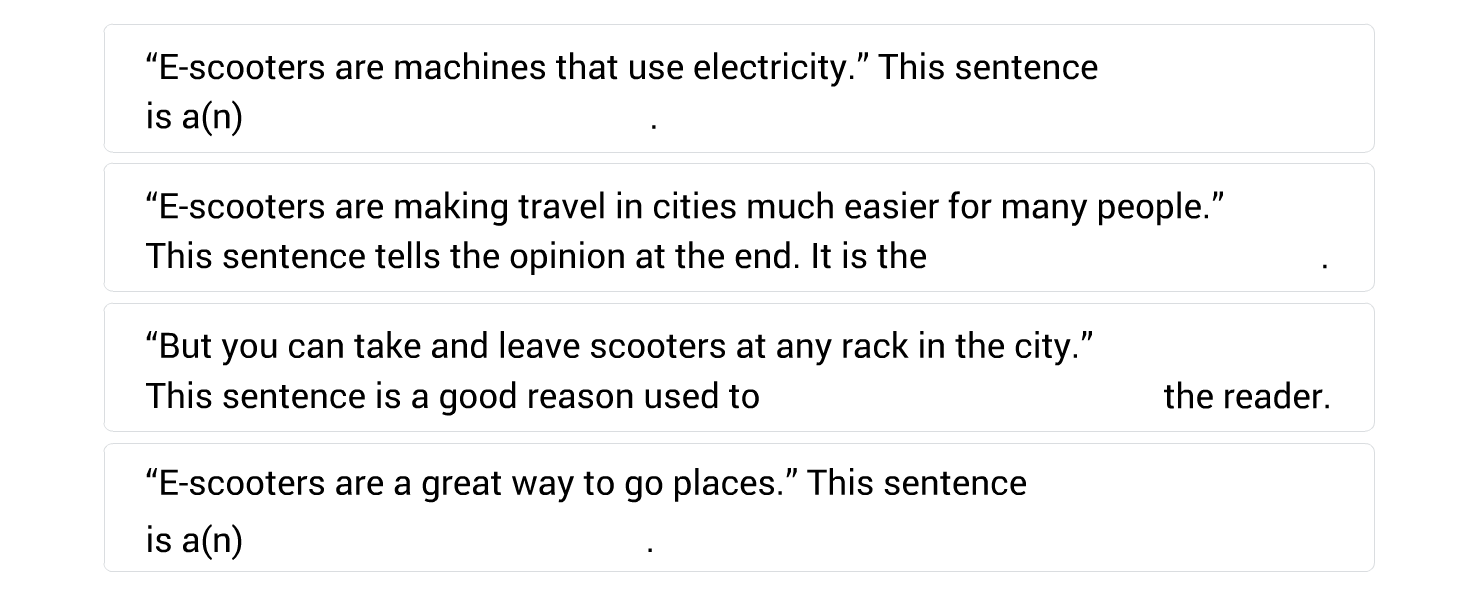 “E-scooters are machines that use electricity.” This sentence
is a(n) .
“E-scooters are making travel in cities much easier for many people.”
This sentence tells the opinion at the end. It is the .
“But you can take and leave scooters at any rack in the city.”
This sentence is a good reason used to the reader.
“E-scooters are a great way to go places.” This sentence
is a(n) .